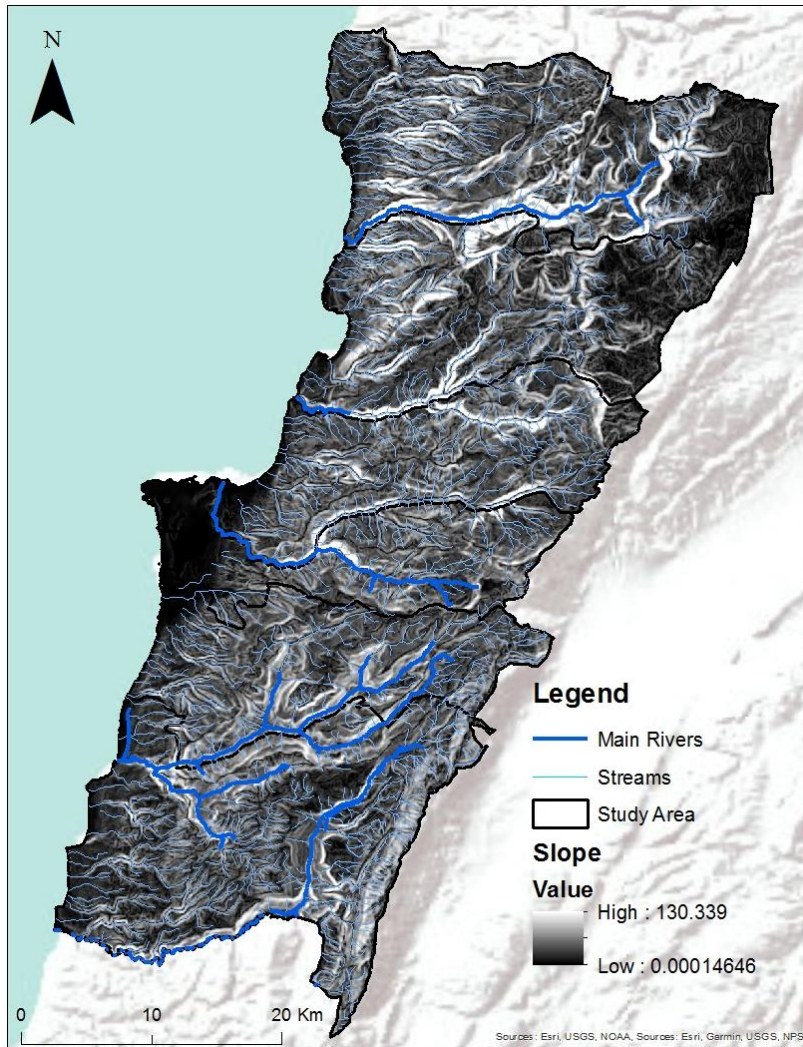 N
Legend
Main Rivers
Streams
Study Area
Slope
Value
High : 130.339
Low : 0.00014646
0 10 20 Km
Sources: Esri, USGS, NOAA, Sources: Esri, Garmin, USGS, NPS